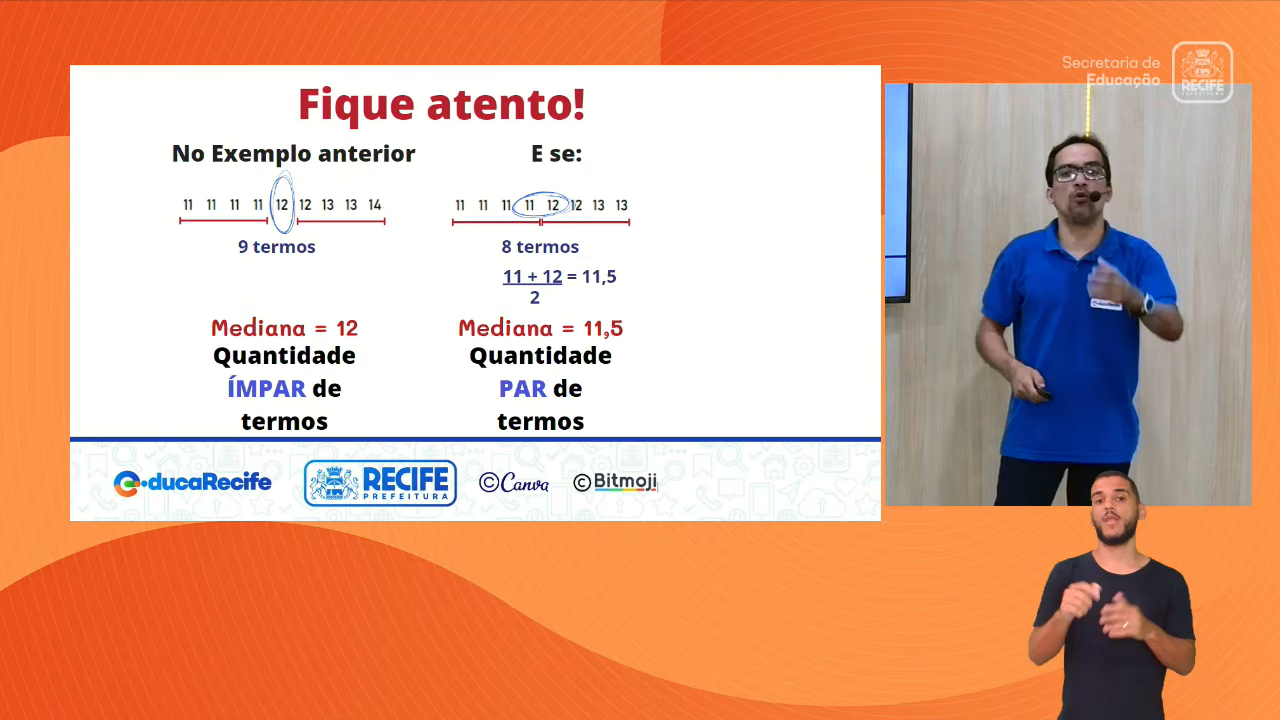 Secretaria de
Educação
RECIFE
PREFEITURA
Fique atento!
No Exemplo anterior
11 11 11 11 12 12 13 13 14
9 termos
Mediana = 12
Quantidade
ÍMPAR de
termos
E se:
11 11 11 11 12 12 13 13
8 termos
11 + 12 = 11,5
2
Mediana = 11,5
Quantidade
PAR de
termos
EducaRecife
RECIFE
PREFEITURA
©Canva
©Bitmoji